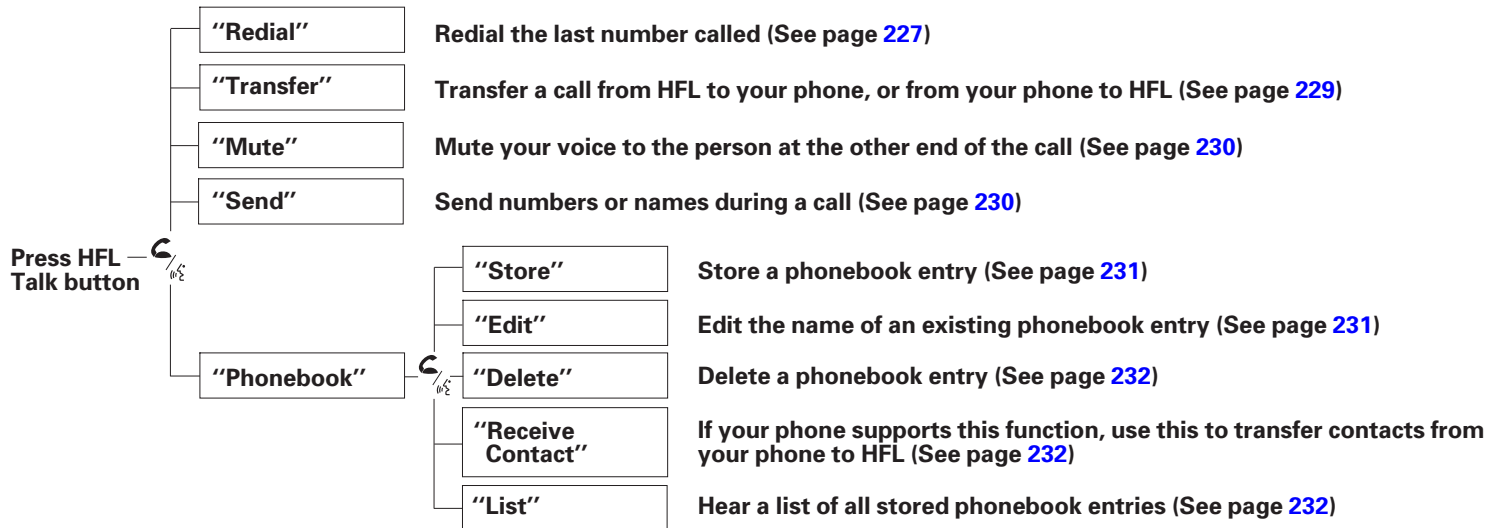 ‘‘Redial’’ Redial the last number called (See page 227)
‘‘Transfer’’ Transfer a call from HFL to your phone, or from your phone to HFL (See page 229)
‘‘Mute’’ Mute your voice to the person at the other end of the call (See page 230)
‘‘Send’’ Send numbers or names during a call (See page 230)
Press HFL
Talk button
‘‘Phonebook’’
‘‘Store’’ Store a phonebook entry (See page 231)
‘‘Edit’’ Edit the name of an existing phonebook entry (See page 231)
‘‘Delete’’ Delete a phonebook entry (See page 232)
‘‘Receive
Contact’’
If your phone supports this function, use this to transfer contacts from
your phone to HFL (See page 232)
‘‘List’’ Hear a list of all stored phonebook entries (See page 232)